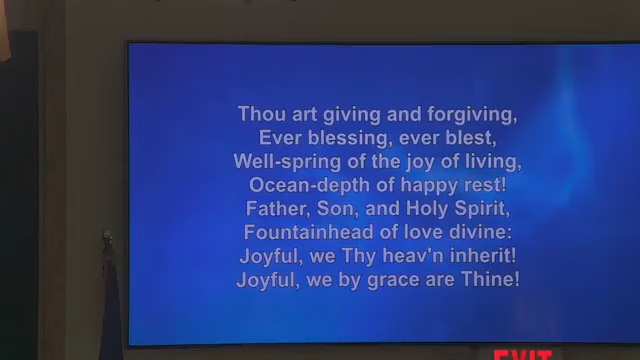 Thou art giving and forgiving,
Ever blessing, ever blest,
Well-spring of the joy of living,
Ocean-depth of happy rest!
Father, Son, and Holy Spirit,
Fountainhead of love divine:
Joyful, we Thy heav'n inherit!
Joyful, we by grace are Thine!
EXIT